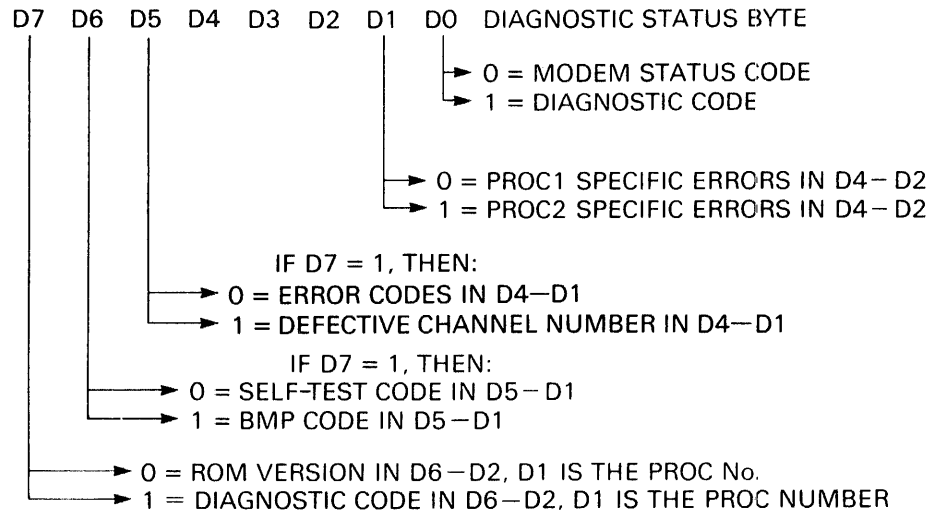 D7 D6 D5 D4 D3 D2 D1 D0 DIAGNOSTIC STATUS BYTE
0 = MODEM STATUS CODE
1 = DIAGNOSTIC CODE
0 = PROC1 SPECIFIC ERRORS IN D4–D2
1 = PROC2 SPECIFIC ERRORS IN D4–D2
IF D7 = 1, THEN:
0 = ERROR CODES IN D4–D1
1 = DEFECTIVE CHANNEL NUMBER IN D4–D1
IF D7 = 1, THEN:
0 = SELF-TEST CODE IN D5–D1
1 = BMP CODE IN D5–D1
0 = ROM VERSION IN D6–D2, D1 IS THE PROC No.
1 = DIAGNOSTIC CODE IN D6–D2, D1 IS THE PROC NUMBER